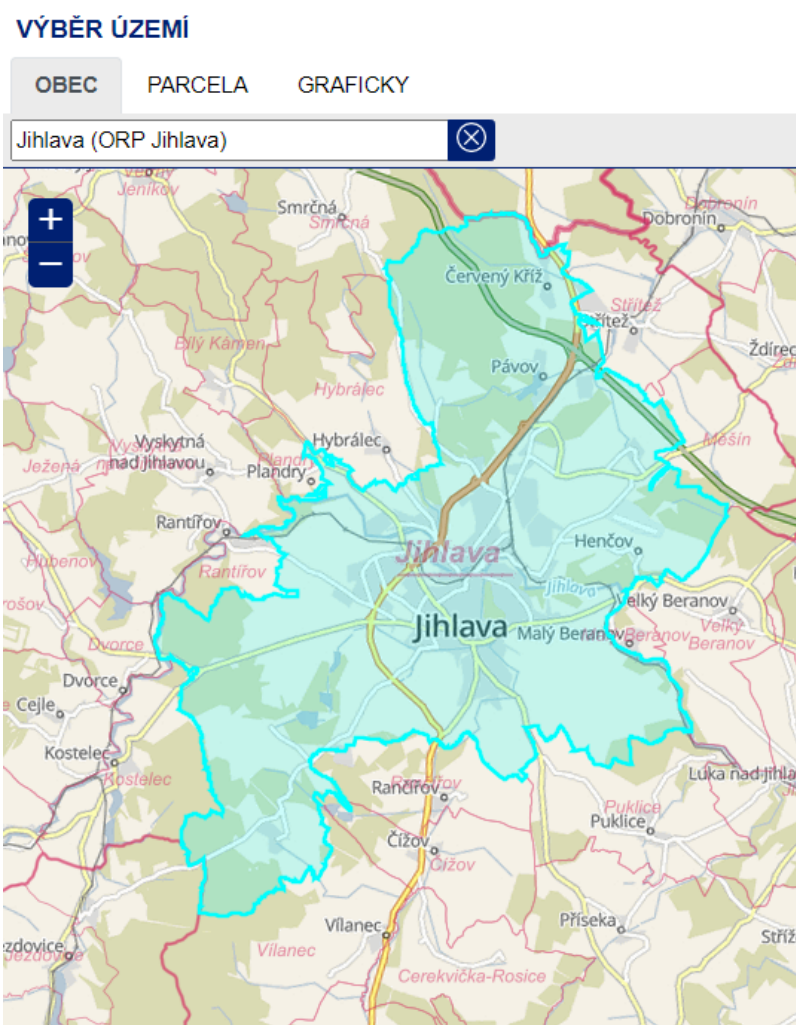 VÝBĚR ÚZEMÍ
OBEC PARCELA GRAFICKY
Jihlava (ORP Jihlava)
Jeníkov
Smrčná
Smrčná
Dobronín
Dobronín
+
−
Červený Kříž
Střítež
Střítež
Bílý Kámen
Ždírec
Pávov
Hybrálec
Hybrálec
Měšín
Vyskytná
nad Jihlavou
Ježená
Plandry
Plandry
Rantířov
Rantířov
Hubenov
Jihlava
Henčov
Jihlava
Velký Beranov
Velký
Beranov
Jihlava
Malý Beranov
Dvorce
Dvorce
Cejle
Kostelec
Kostelec
Rančířov
Luka nad Jihla
Puklice
Puklice
Čížov
Čížov
Vílanec
Vílanec
Příseka
Stříž
Cerekvička-Rosice